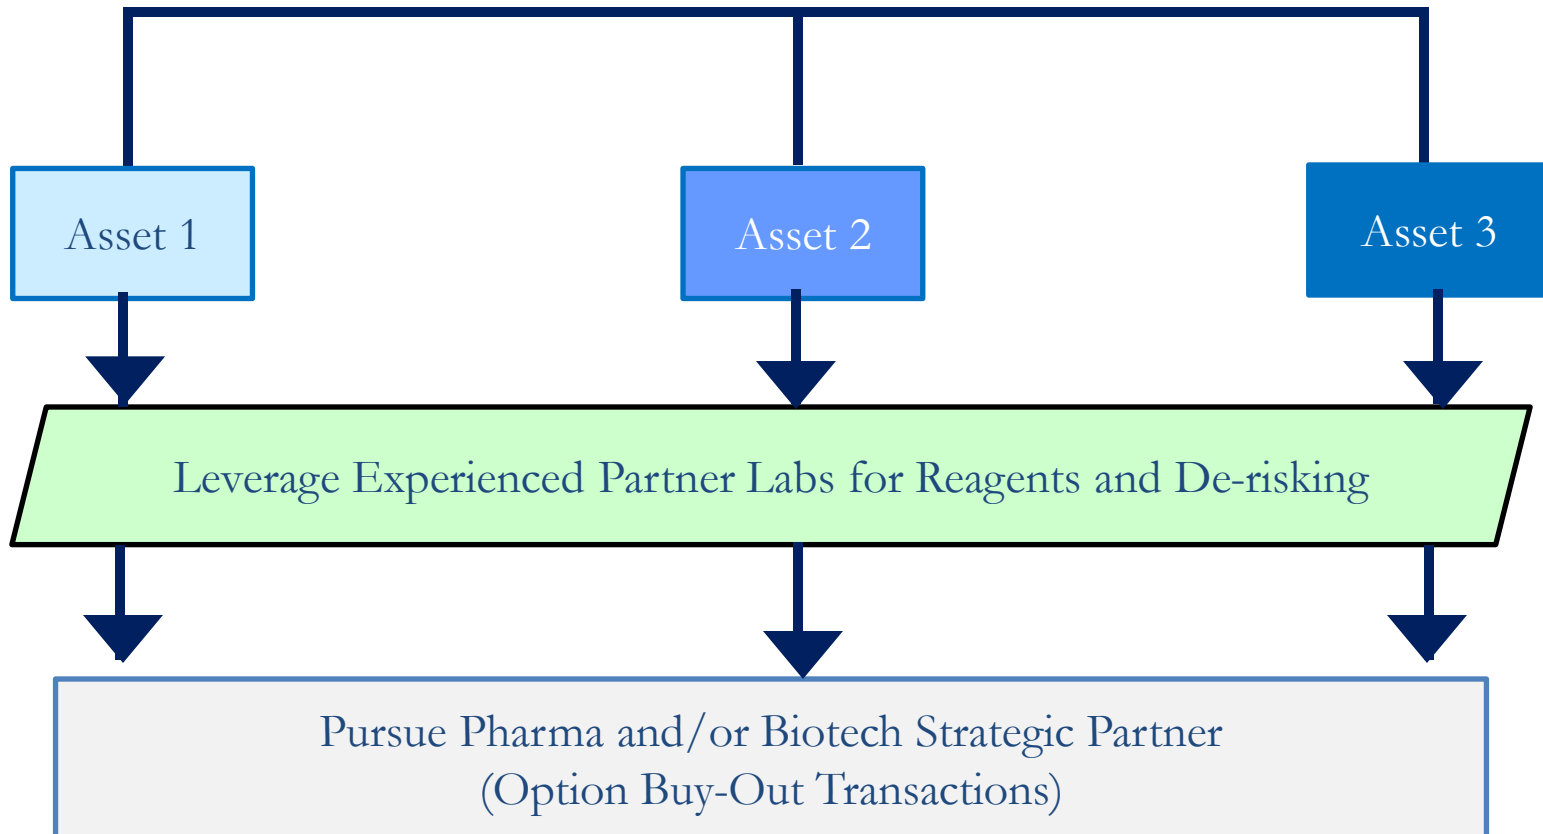 Asset 1
Asset 2
Asset 3
Leverage Experienced Partner Labs for Reagents and De-risking
Pursue Pharma and/or Biotech Strategic Partner
(Option Buy-Out Transactions)